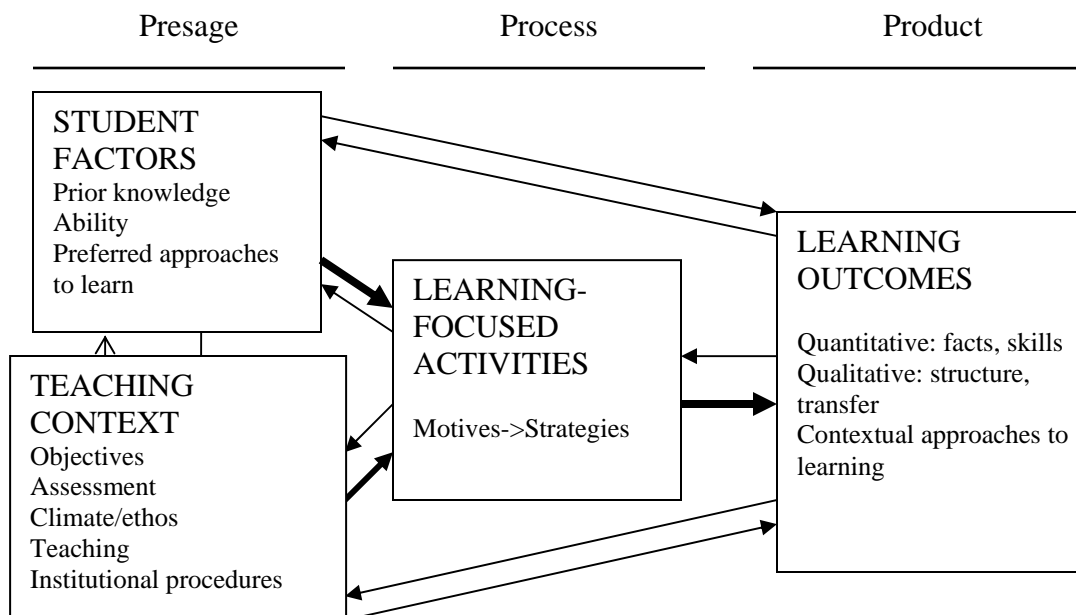 Presage
Process
Product
STUDENT
FACTORS
Prior knowledge
Ability
Preferred approaches
to learn
TEACHING
CONTEXT
Objectives
Assessment
Climate/ethos
Teaching
Institutional procedures
LEARNING-
FOCUSED
ACTIVITIES
Motives->Strategies
LEARNING
OUTCOMES
Quantitative: facts, skills
Qualitative: structure,
transfer
Contextual approaches to
learning